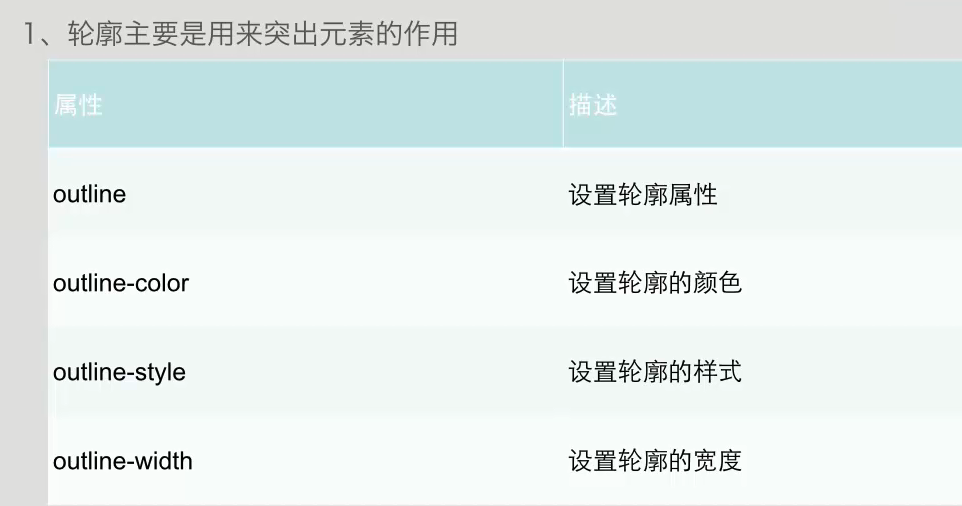 1、轮廓主要是用来突出元素的作用
属性 描述
outline 设置轮廓属性
outline-color 设置轮廓的颜色
outline-style 设置轮廓的样式
outline-width 设置轮廓的宽度